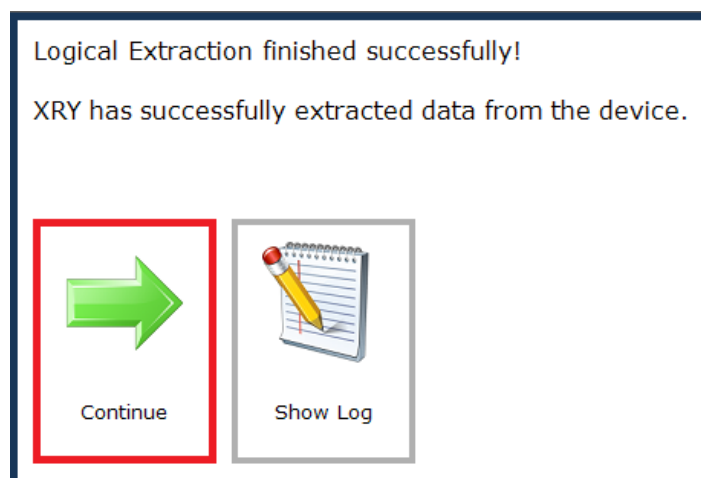 Logical Extraction finished successfully!
XRY has successfully extracted data from the device.
Continue
Show Log